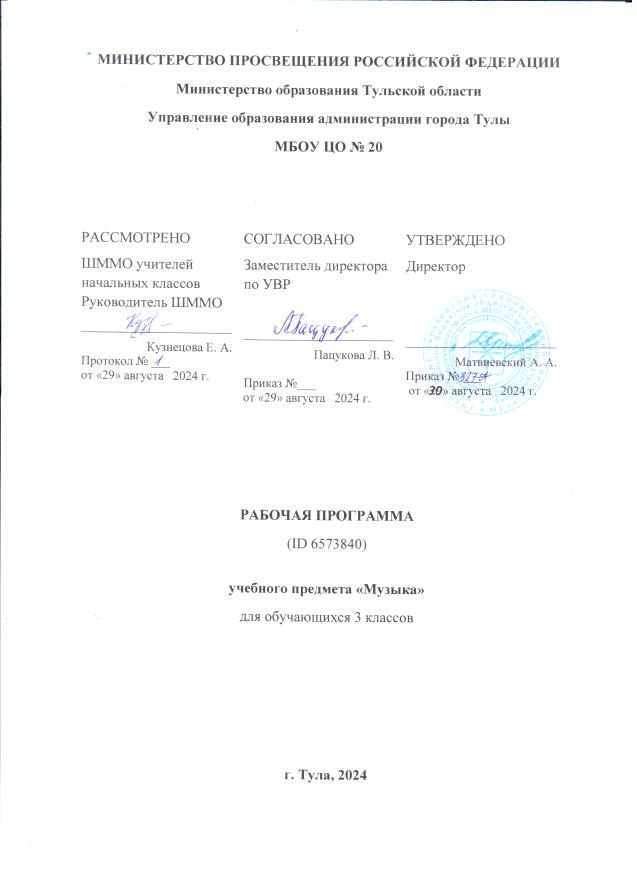 МИНИСТЕРСТВО ПРОСВЕЩЕНИЯ РОССИЙСКОЙ ФЕДЕРАЦИИ
Министерство образования Тульской области
Управление образования администрации города Тулы
МБОУ ЦО № 20
РАССМОТРЕНО
ШММО учителей
начальных классов
Руководитель ШММО
Кузнецова Е. А.
Протокол № 1
от «29» августа 2024 г.
СОГЛАСОВАНО
Заместитель директора
по УВР
Пацукова Л. В.
Приказ №___
от «29» августа 2024 г.
УТВЕРЖДЕНО
Директор
Матвиевский А. А.
Приказ №
от «30» августа 2024 г.
РАБОЧАЯ ПРОГРАММА
(ID 6573840)
учебного предмета «Музыка»
для обучающихся 3 классов
г. Тула, 2024